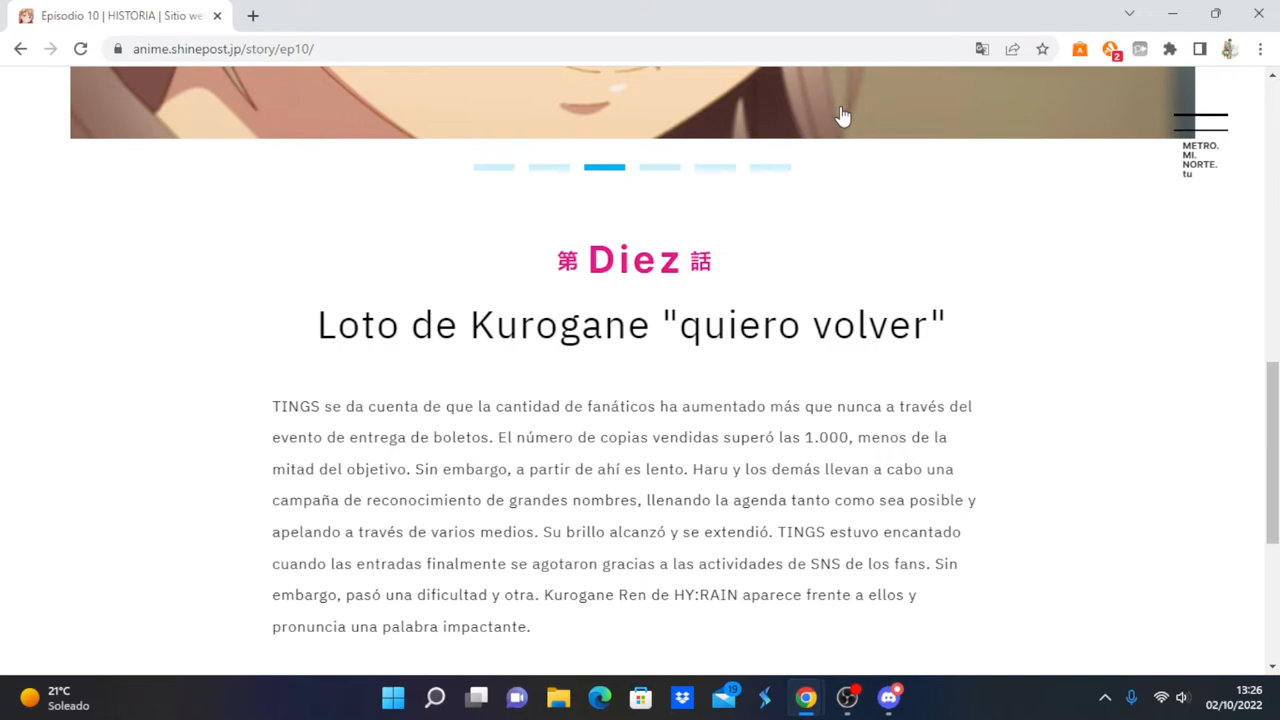 Episodio 10 | HISTORIA | Sitio we
anime.shinepost.jp/story/ep10/
2
METRO.
MI.
NORTE.
tu
第 Diez 話
Loto de Kurogane "quiero volver"
TINGS se da cuenta de que la cantidad de fanáticos ha aumentado más que nunca a través del
evento de entrega de boletos. El número de copias vendidas superó las 1.000, menos de la
mitad del objetivo. Sin embargo, a partir de ahí es lento. Haru y los demás llevan a cabo una
campaña de reconocimiento de grandes nombres, llenando la agenda tanto como sea posible y
apelando a través de varios medios. Su brillo alcanzó y se extendió. TINGS estuvo encantado
cuando las entradas finalmente se agotaron gracias a las actividades de SNS de los fans. Sin
embargo, pasó una dificultad y otra. Kurogane Ren de HY:RAIN aparece frente a ellos y
pronuncia una palabra impactante.
21°C
Soleado
19
13:26
02/10/2022